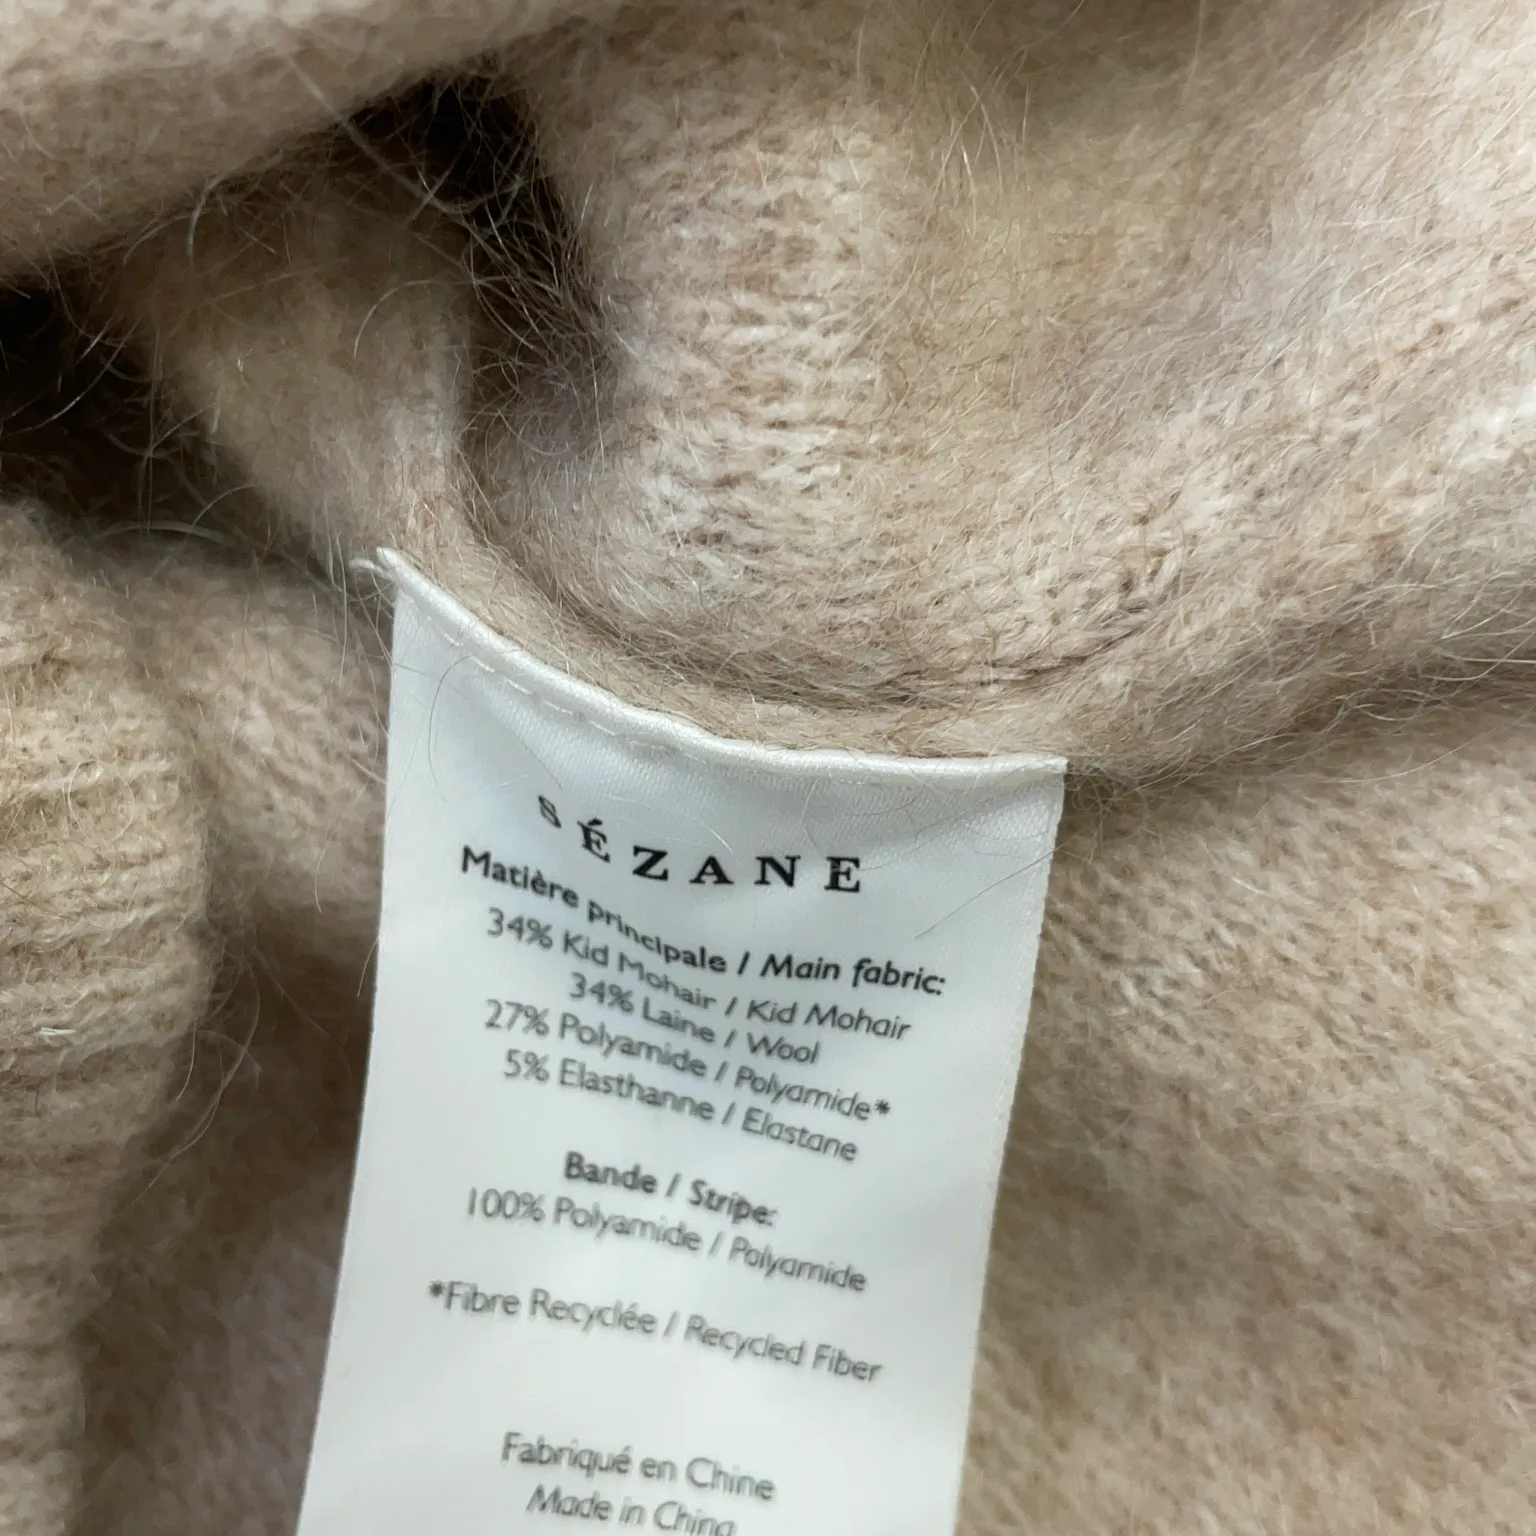 SÉZANE
Matière principale / Main fabric:
34% Kid Mohair / Kid Mohair
34% Laine / Wool
27% Polyamide / Polyamide*
5% Elasthanne / Elastane
Bande / Stripe:
100% Polyamide / Polyamide
*Fibre Recyclée / Recycled Fiber
Fabriqué en Chine
Made in China